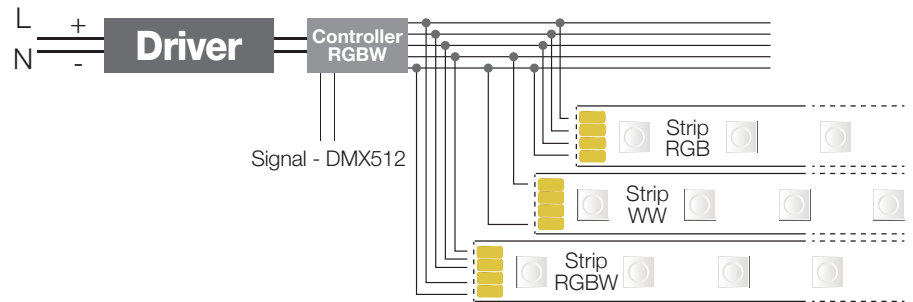 L
+
N
-
Driver
Controller
RGBW
Signal - DMX512
Strip
RGB
Strip
WW
Strip
RGBW